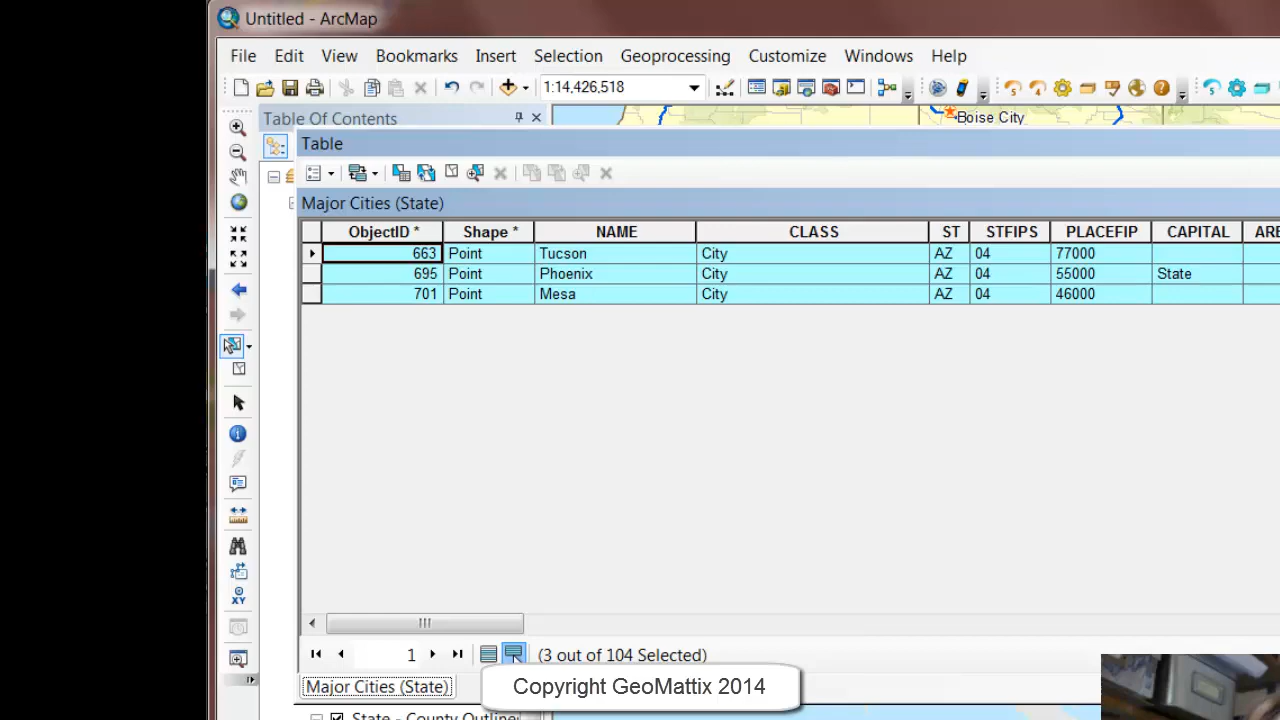 Untitled - ArcMap
File Edit View Bookmarks Insert Selection Geoprocessing Customize Windows Help
1:14,426,518
Table Of Contents
Boise City
Table
Major Cities (State)
ObjectID * Shape * NAME CLASS ST STFIPS PLACEFIP CAPITAL ARE
663 Point Tucson City AZ 04 77000
695 Point Phoenix City AZ 04 55000 State
701 Point Mesa City AZ 04 46000
1 (3 out of 104 Selected)
Major Cities (State)
Copyright GeoMattix 2014
State - County Outline